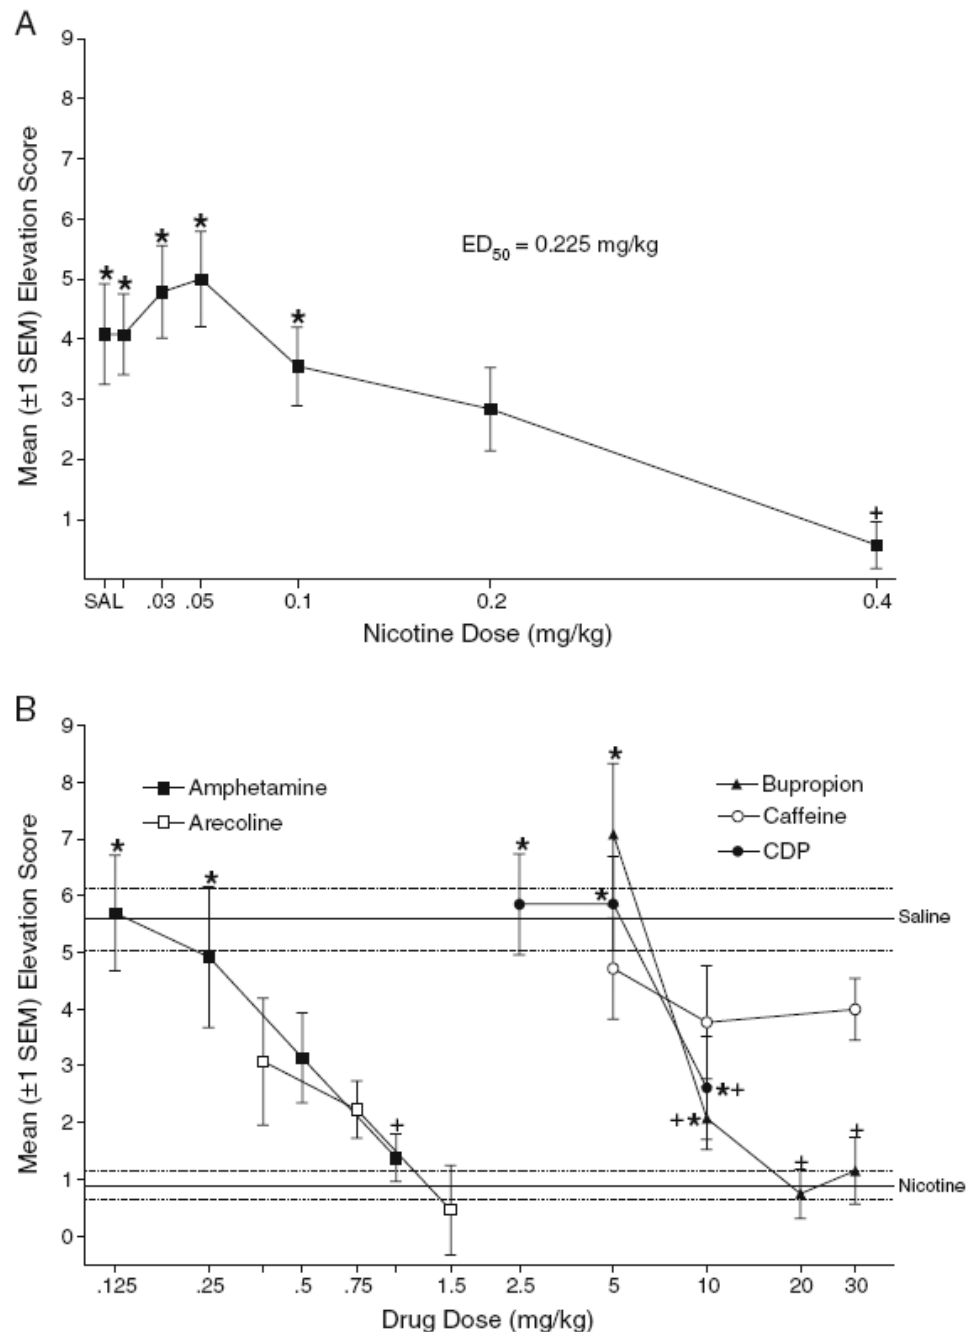 A
9
8
7
6
5
4
3
2
1
Mean (±1 SEM) Elevation Score
* * * * *
+
ED50 = 0.225 mg/kg
SAL .03 .05 0.1 0.2 0.4
Nicotine Dose (mg/kg)
B
9
8
7
6
5
4
3
2
1
0
Mean (±1 SEM) Elevation Score
Amphetamine
Arecoline
Bupropion
Caffeine
CDP
* * * * *
Saline
*+
+*
+ + +
Nicotine
.125 .25 .5 .75 1.5 2.5 5 10 20 30
Drug Dose (mg/kg)